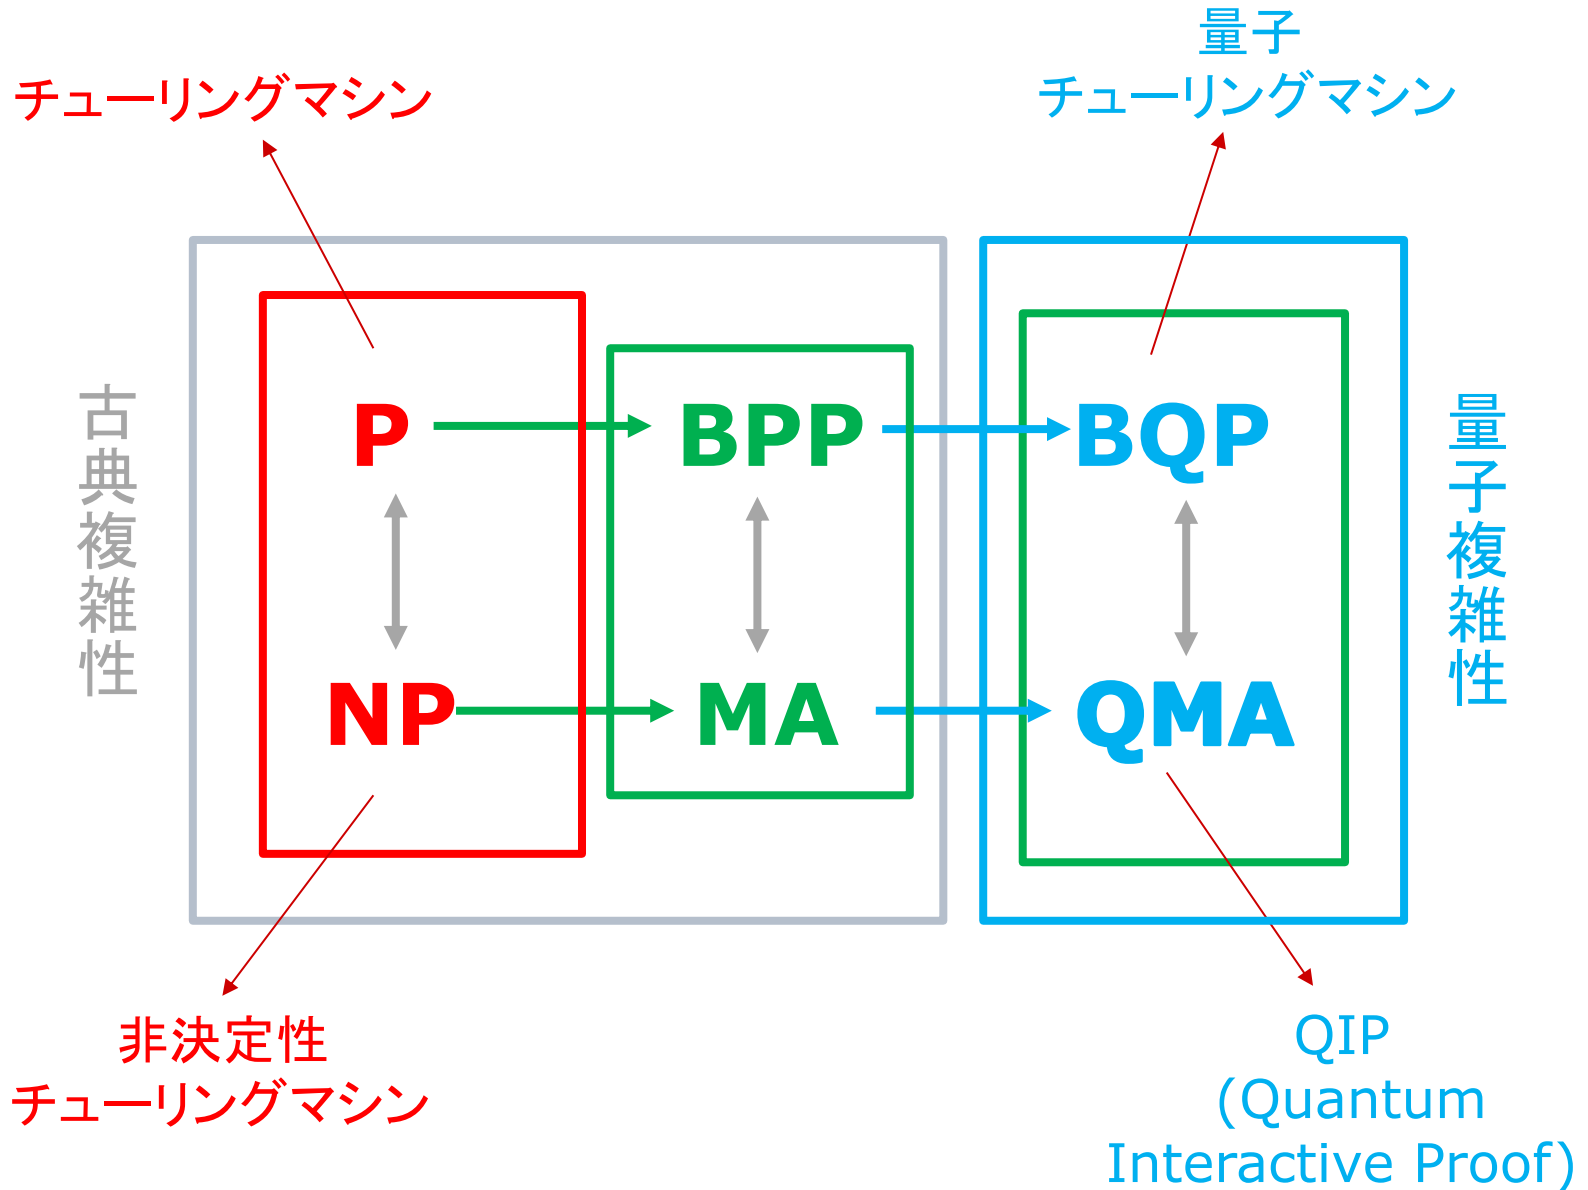 量子
チューリングマシン
チューリングマシン
古典複雑性
P
BPP
BQP
量子複雑性
NP
MA
QMA
非決定性
チューリングマシン
QIP
(Quantum
Interactive Proof)